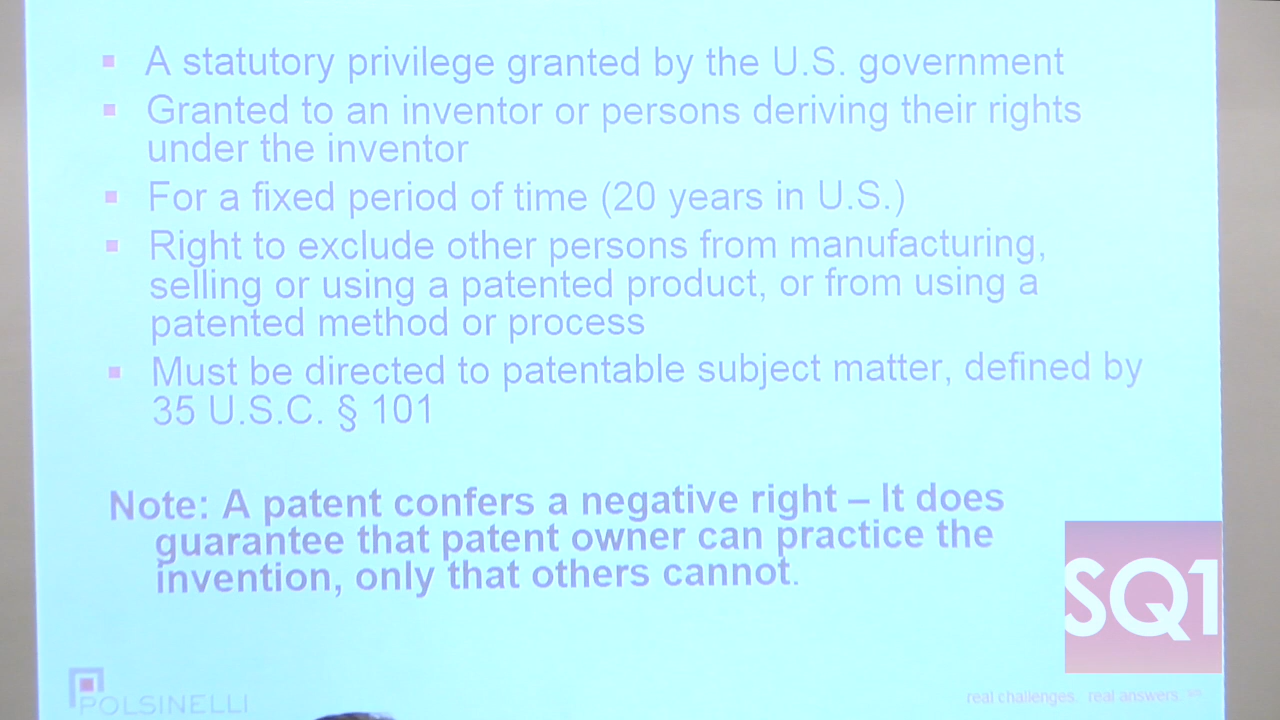 ▪ A statutory privilege granted by the U.S. government
▪ Granted to an inventor or persons deriving their rights
under the inventor
▪ For a fixed period of time (20 years in U.S.)
▪ Right to exclude other persons from manufacturing,
selling or using a patented product, or from using a
patented method or process
▪ Must be directed to patentable subject matter, defined by
35 U.S.C. § 101
Note: A patent confers a negative right – It does
guarantee that patent owner can practice the
invention, only that others cannot.
SQ1
POLSINELLI
real challenges. real answers.